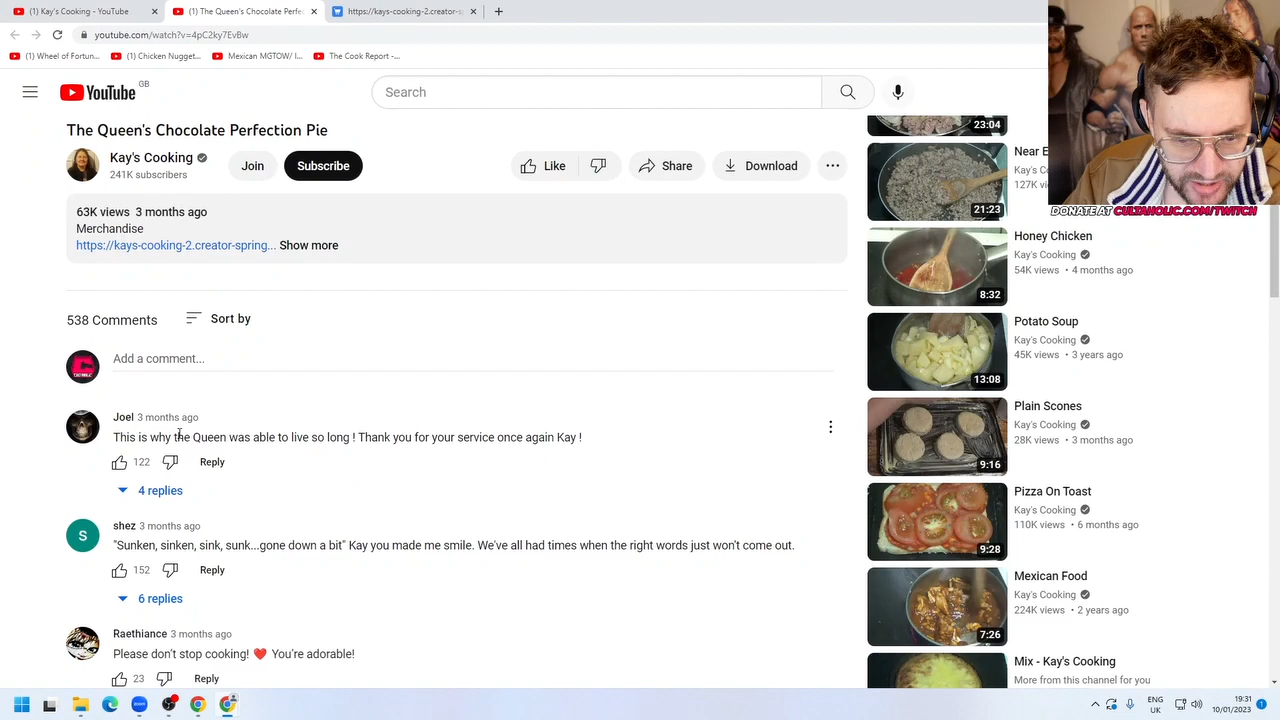 (1) Kay's Cooking - YouTube
(1) The Queen's Chocolate Perfec
https://kays-cooking-2.creator-s
youtube.com/watch?v=4pC2ky7EvBw
(1) Wheel of Fortun...
(1) Chicken Nugget...
Mexican MGTOW/ I...
The Cook Report -...
YouTube GB
Search
The Queen's Chocolate Perfection Pie
Kay's Cooking
241K subscribers
Join
Subscribe
Like
Share
Download
63K views 3 months ago
Merchandise
https://kays-cooking-2.creator-spring... Show more
538 Comments
Sort by
Add a comment...
Joel 3 months ago
This is why the Queen was able to live so long ! Thank you for your service once again Kay !
122
Reply
4 replies
S
shez 3 months ago
"Sunken, sinken, sink, sunk...gone down a bit" Kay you made me smile. We've all had times when the right words just won't come out.
152
Reply
6 replies
Raethiance 3 months ago
Please don't stop cooking! ❤️ You're adorable!
23
Reply
23:04
21:23
Near E
Kay's C
127K vi
DONATE AT CULTAHOLIC.COM/TWITCH
8:32
Honey Chicken
Kay's Cooking
54K views • 4 months ago
13:08
Potato Soup
Kay's Cooking
45K views • 3 years ago
9:16
Plain Scones
Kay's Cooking
28K views • 3 months ago
9:28
Pizza On Toast
Kay's Cooking
110K views • 6 months ago
7:26
Mexican Food
Kay's Cooking
224K views • 2 years ago
Mix - Kay's Cooking
More from this channel for you
ENG
UK
19:31
10/01/2023
1